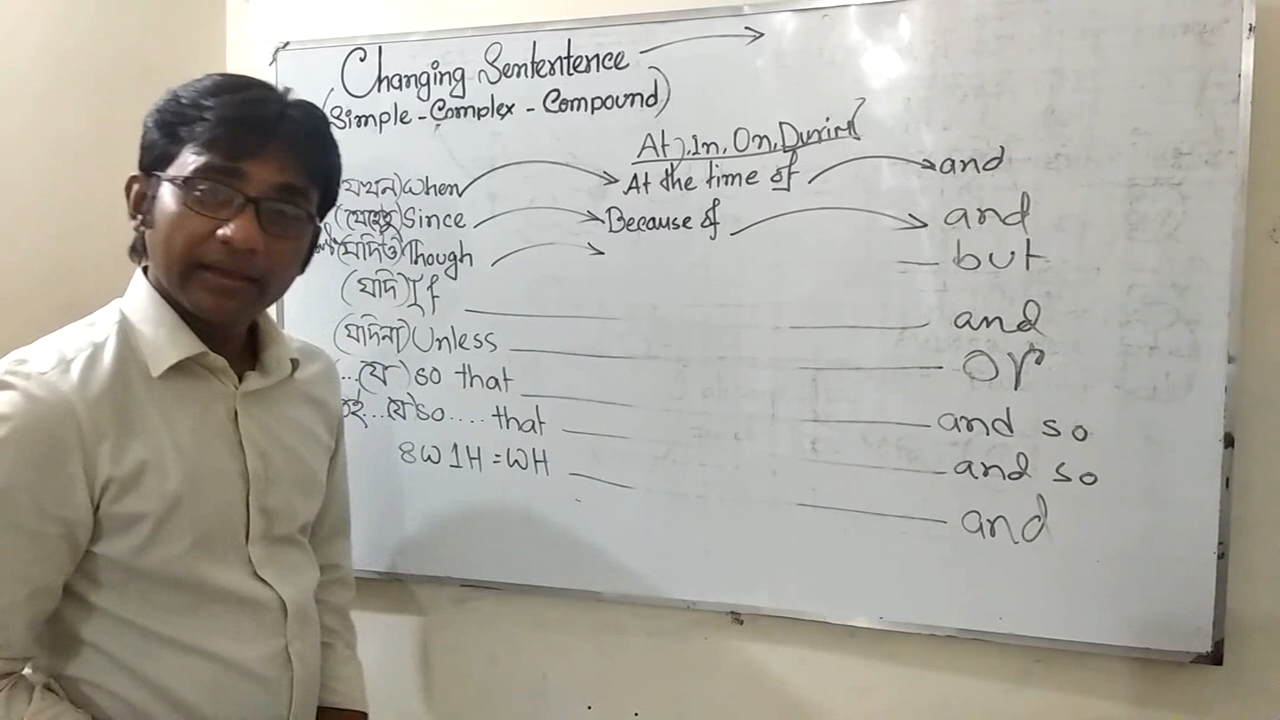 Changing Sententence
(Simple - Complex - Compound)
At, In, On, During
যখন) When At the time of and
(যেহেতু) Since Because of and
(যদিও) Though but
(যদি) If and
(যদিনা) Unless or
...যে) so that and so
...যে) so.... that and so
8W 1H = WH and